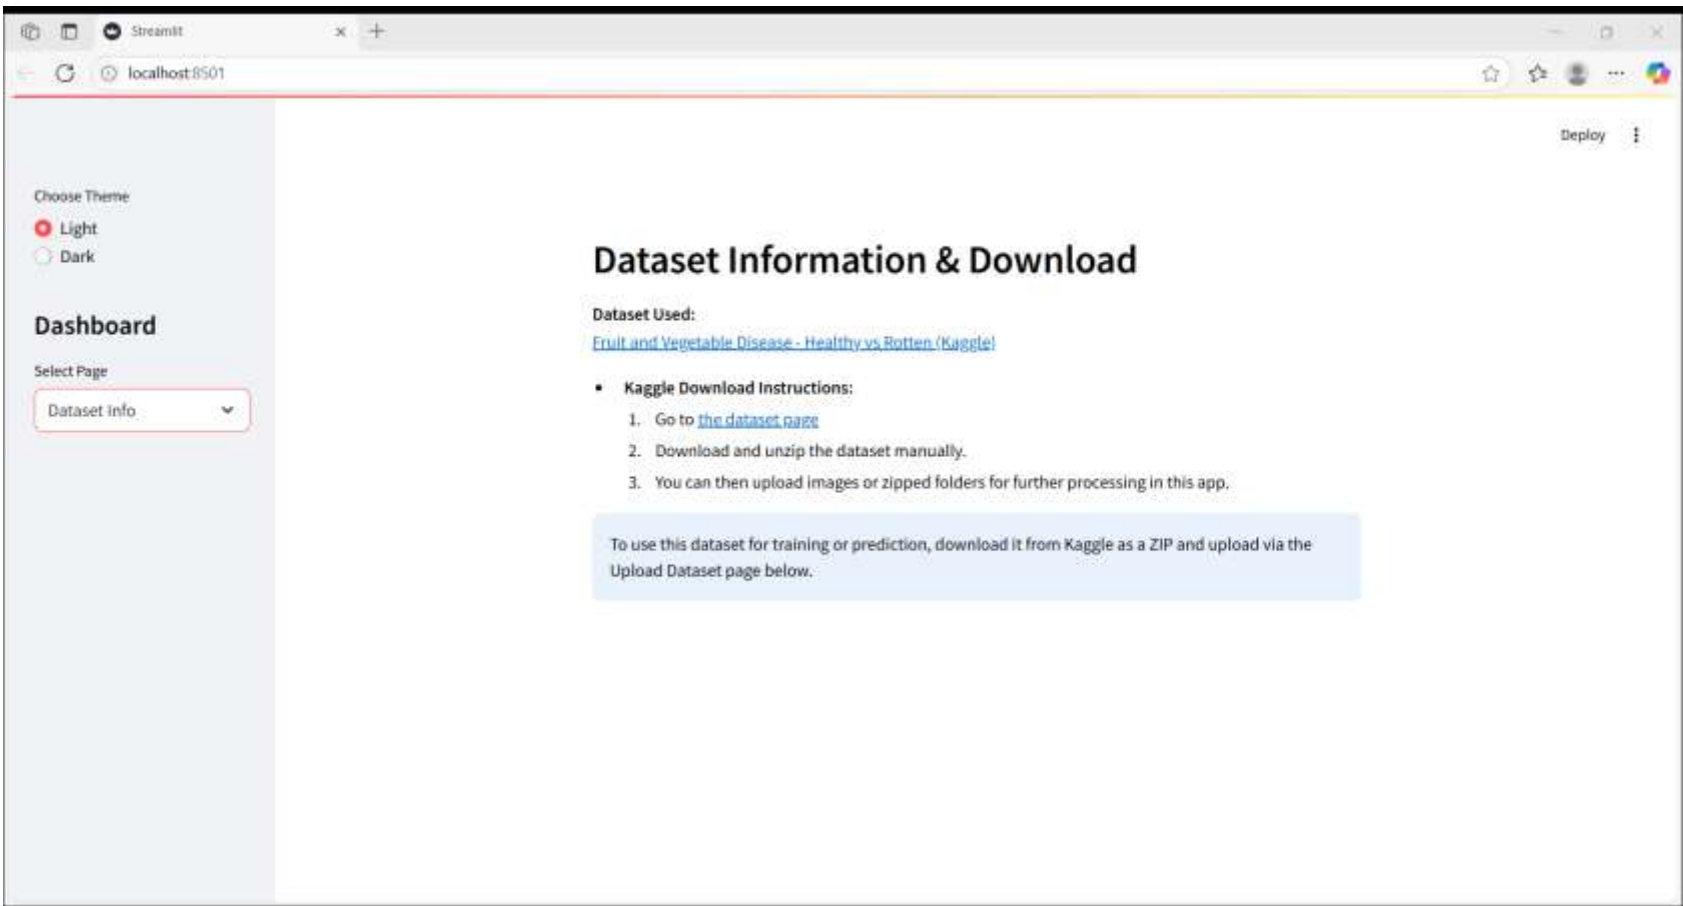 Streamlit
localhost:8501
Deploy
Choose Theme
Light
Dark
Dashboard
Select Page
Dataset Info
Dataset Information & Download
Dataset Used:
Fruit and Vegetable Disease - Healthy vs Rotten (Kaggle)
• Kaggle Download Instructions:
1. Go to the dataset page
2. Download and unzip the dataset manually.
3. You can then upload images or zipped folders for further processing in this app.
To use this dataset for training or prediction, download it from Kaggle as a ZIP and upload via the
Upload Dataset page below.